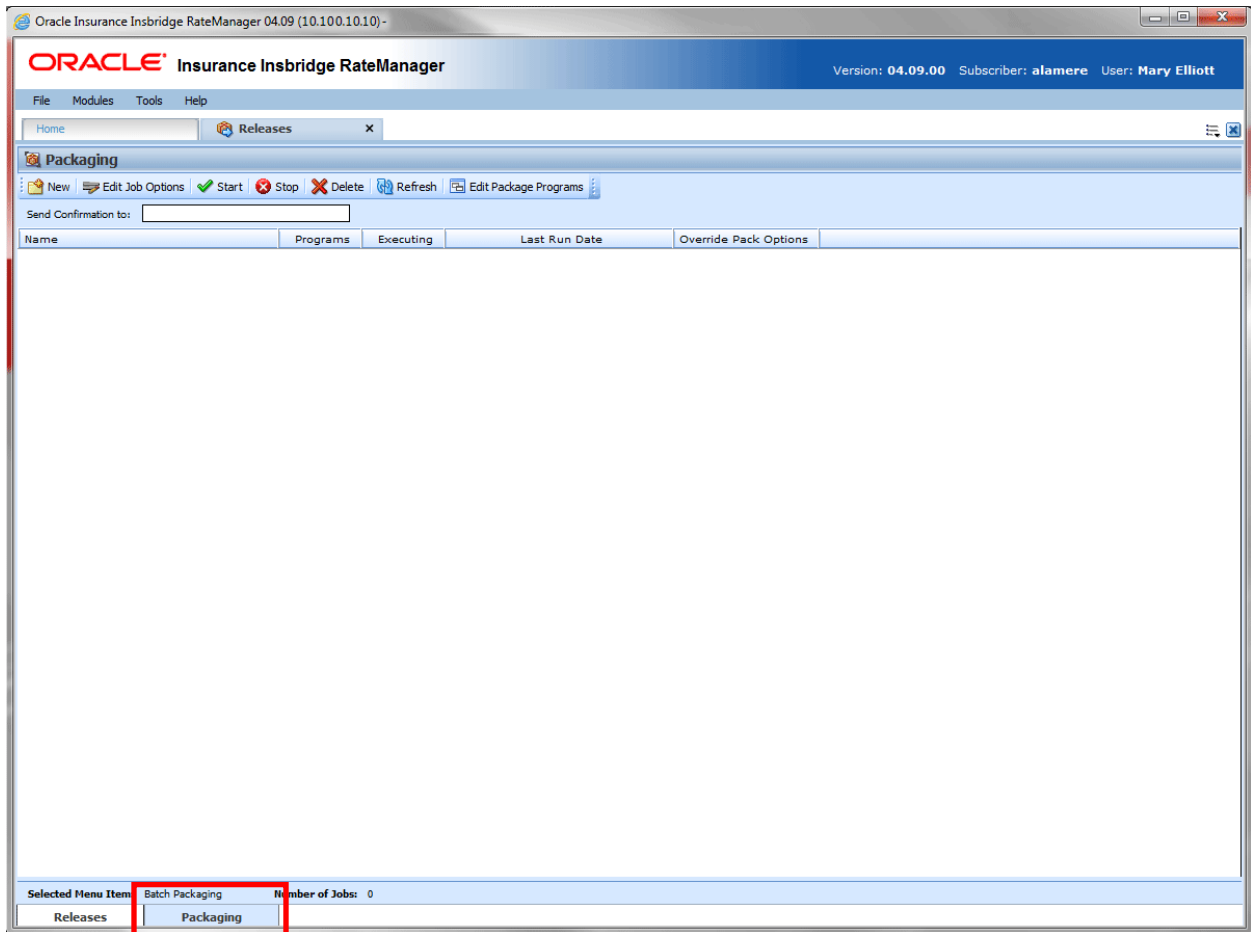 Oracle Insurance Insbridge RateManager 04.09 (10.100.10.10) -
ORACLE® Insurance Insbridge RateManager
Version: 04.09.00 Subscriber: alamere User: Mary Elliott
File Modules Tools Help
Home Releases x
Packaging
New Edit Job Options Start Stop Delete Refresh Edit Package Programs
Send Confirmation to:
Name Programs Executing Last Run Date Override Pack Options
Selected Menu Item Batch Packaging Number of Jobs: 0
Releases Packaging